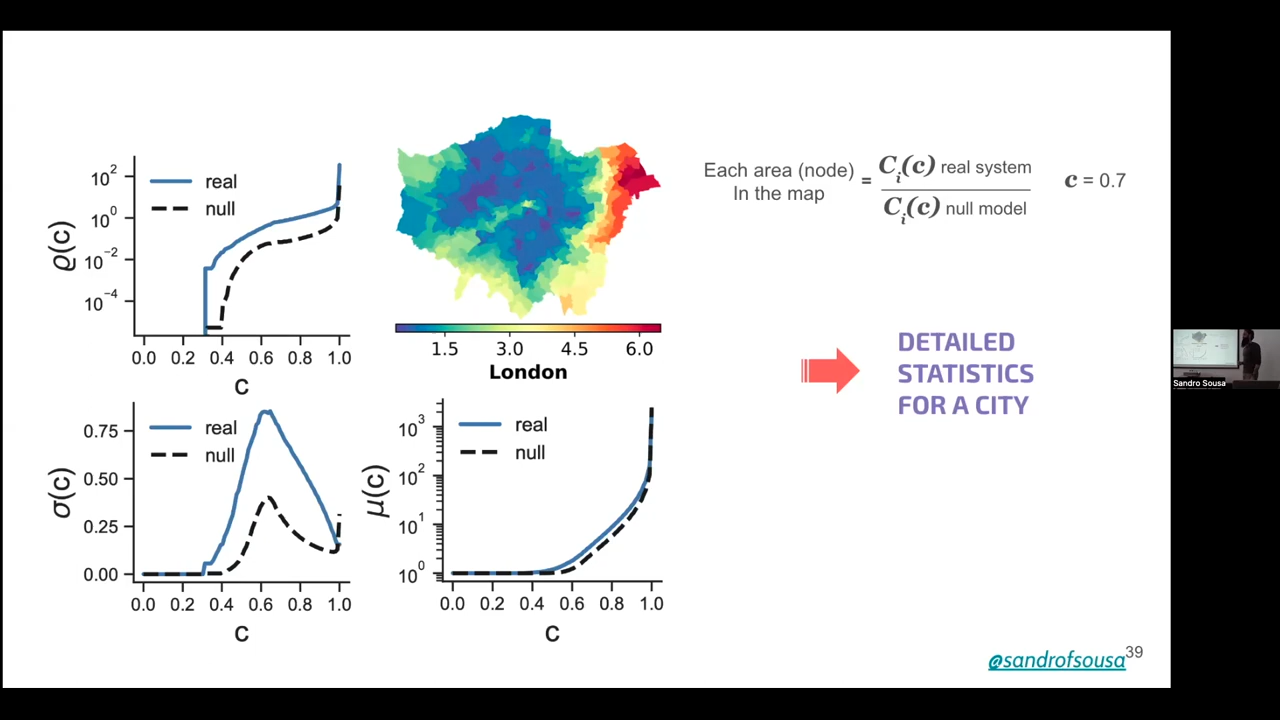 ϱ(c)
10²
10⁰
10⁻²
10⁻⁴
real
null
0.0 0.2 0.4 0.6 0.8 1.0
c
1.5 3.0 4.5 6.0
London
Each area (node)
In the map
=
Cᵢ(c) real system
Cᵢ(c) null model
c = 0.7
DETAILED
STATISTICS
FOR A CITY
σ(c)
0.75
0.50
0.25
0.00
real
null
0.0 0.2 0.4 0.6 0.8 1.0
c
μ(c)
10³
10²
10¹
10⁰
real
null
0.0 0.2 0.4 0.6 0.8 1.0
c
@sandrofsousa
39
Sandro Sousa